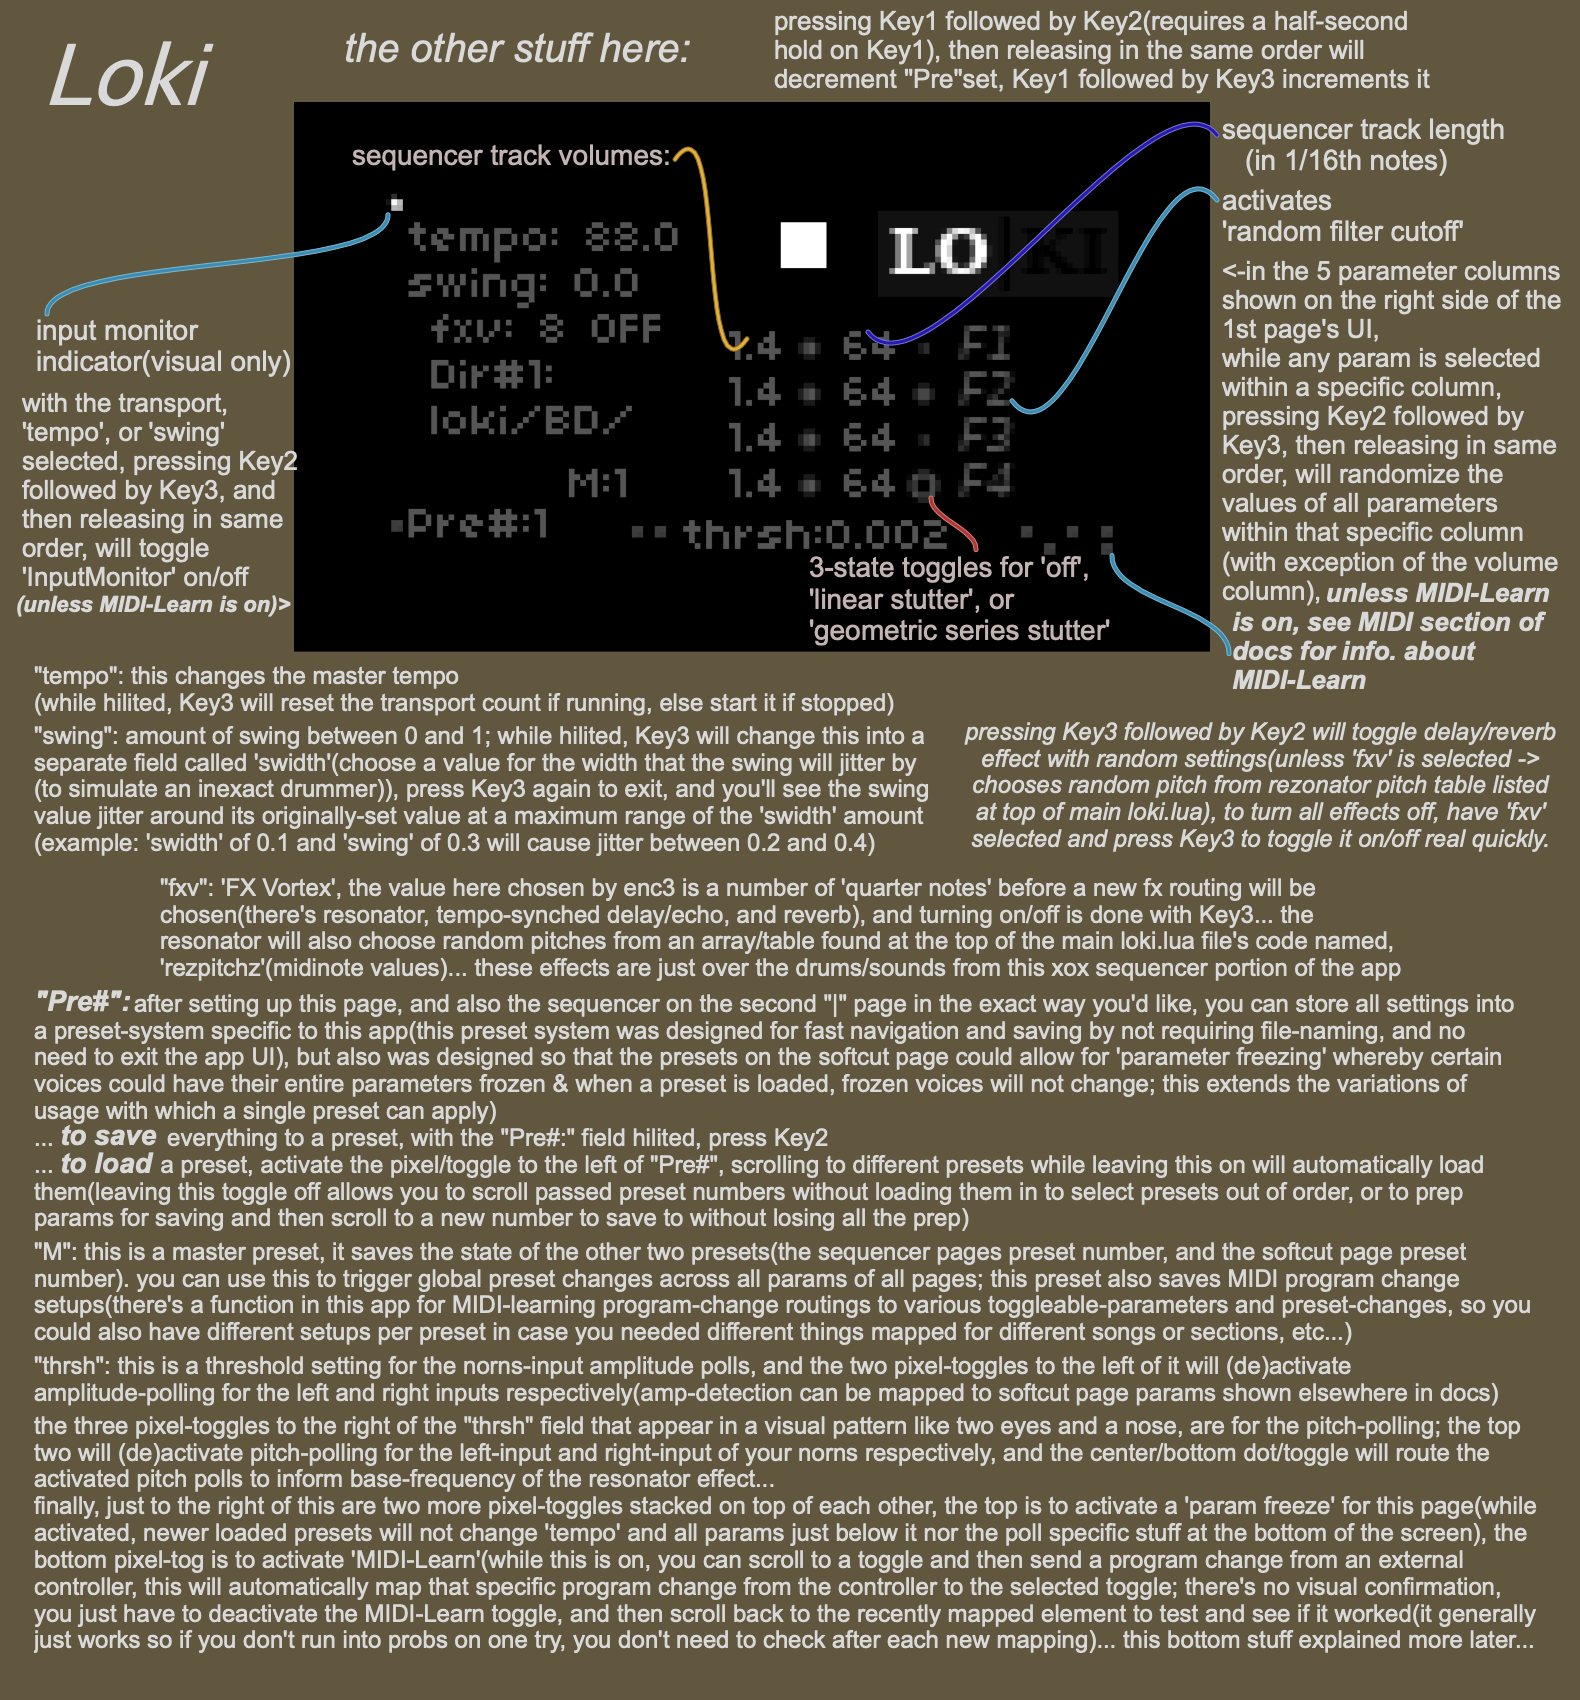 Loki
the other stuff here:
pressing Key1 followed by Key2(requires a half-second
hold on Key1), then releasing in the same order will
decrement "Pre"set, Key1 followed by Key3 increments it
sequencer track volumes:
sequencer track length
(in 1/16th notes)
activates
'random filter cutoff'
<-in the 5 parameter columns
shown on the right side of the
1st page's UI,
while any param is selected
within a specific column,
pressing Key2 followed by
Key3, then releasing in same
order, will randomize the
values of all parameters
within that specific column
(with exception of the volume
column), unless MIDI-Learn
is on, see MIDI section of
docs for info. about
MIDI-Learn
tempo: 88.0
swing: 0.0
fxv: 8 OFF
Dir#1:
loki/BD/
M:1
Pre#:1
LO|KI
1.4 64 F1
1.4 64 F2
1.4 64 F3
1.4 64 F4
thrsh:0.002
3-state toggles for 'off',
'linear stutter', or
'geometric series stutter'
input monitor
indicator(visual only)
with the transport,
'tempo', or 'swing'
selected, pressing Key2
followed by Key3, and
then releasing in same
order, will toggle
'InputMonitor' on/off
(unless MIDI-Learn is on)>
"tempo": this changes the master tempo
(while hilited, Key3 will reset the transport count if running, else start it if stopped)
"swing": amount of swing between 0 and 1; while hilited, Key3 will change this into a
separate field called 'swidth'(choose a value for the width that the swing will jitter by
(to simulate an inexact drummer)), press Key3 again to exit, and you'll see the swing
value jitter around its originally-set value at a maximum range of the 'swidth' amount
(example: 'swidth' of 0.1 and 'swing' of 0.3 will cause jitter between 0.2 and 0.4)
pressing Key3 followed by Key2 will toggle delay/reverb
effect with random settings(unless 'fxv' is selected ->
chooses random pitch from rezonator pitch table listed
at top of main loki.lua), to turn all effects off, have 'fxv'
selected and press Key3 to toggle it on/off real quickly.
"fxv": 'FX Vortex', the value here chosen by enc3 is a number of 'quarter notes' before a new fx routing will be
chosen(there's resonator, tempo-synched delay/echo, and reverb), and turning on/off is done with Key3... the
resonator will also choose random pitches from an array/table found at the top of the main loki.lua file's code named,
'rezpitchz'(midinote values)... these effects are just over the drums/sounds from this xox sequencer portion of the app
"Pre#": after setting up this page, and also the sequencer on the second "|" page in the exact way you'd like, you can store all settings into
a preset-system specific to this app(this preset system was designed for fast navigation and saving by not requiring file-naming, and no
need to exit the app UI), but also was designed so that the presets on the softcut page could allow for 'parameter freezing' whereby certain
voices could have their entire parameters frozen & when a preset is loaded, frozen voices will not change; this extends the variations of
usage with which a single preset can apply)
... to save everything to a preset, with the "Pre#:" field hilited, press Key2
... to load a preset, activate the pixel/toggle to the left of "Pre#", scrolling to different presets while leaving this on will automatically load
them(leaving this toggle off allows you to scroll passed preset numbers without loading them in to select presets out of order, or to prep
params for saving and then scroll to a new number to save to without losing all the prep)
"M": this is a master preset, it saves the state of the other two presets(the sequencer pages preset number, and the softcut page preset
number). you can use this to trigger global preset changes across all params of all pages; this preset also saves MIDI program change
setups(there's a function in this app for MIDI-learning program-change routings to various toggleable-parameters and preset-changes, so you
could also have different setups per preset in case you needed different things mapped for different songs or sections, etc...)
"thrsh": this is a threshold setting for the norns-input amplitude polls, and the two pixel-toggles to the left of it will (de)activate
amplitude-polling for the left and right inputs respectively(amp-detection can be mapped to softcut page params shown elsewhere in docs)
the three pixel-toggles to the right of the "thrsh" field that appear in a visual pattern like two eyes and a nose, are for the pitch-polling; the top
two will (de)activate pitch-polling for the left-input and right-input of your norns respectively, and the center/bottom dot/toggle will route the
activated pitch polls to inform base-frequency of the resonator effect...
finally, just to the right of this are two more pixel-toggles stacked on top of each other, the top is to activate a 'param freeze' for this page(while
activated, newer loaded presets will not change 'tempo' and all params just below it nor the poll specific stuff at the bottom of the screen), the
bottom pixel-tog is to activate 'MIDI-Learn'(while this is on, you can scroll to a toggle and then send a program change from an external
controller, this will automatically map that specific program change from the controller to the selected toggle; there's no visual confirmation,
you just have to deactivate the MIDI-Learn toggle, and then scroll back to the recently mapped element to test and see if it worked(it generally
just works so if you don't run into probs on one try, you don't need to check after each new mapping)... this bottom stuff explained more later...